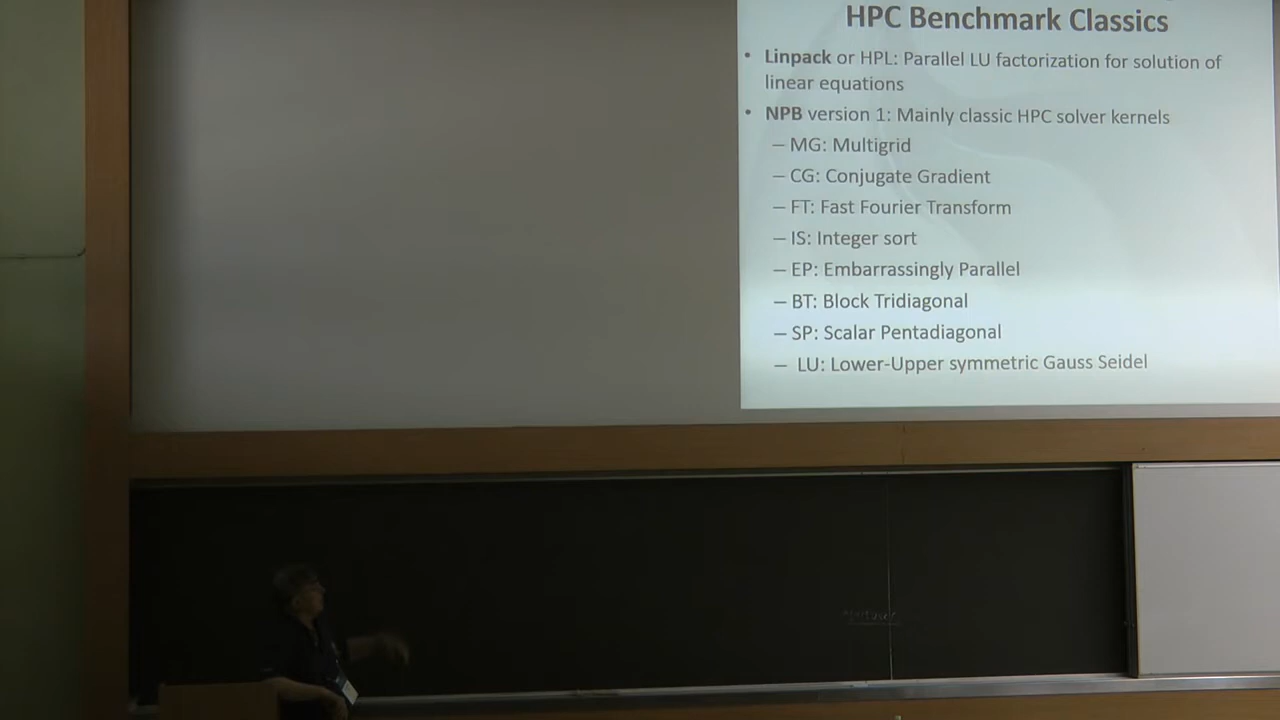 HPC Benchmark Classics
• Linpack or HPL: Parallel LU factorization for solution of
linear equations
• NPB version 1: Mainly classic HPC solver kernels
– MG: Multigrid
– CG: Conjugate Gradient
– FT: Fast Fourier Transform
– IS: Integer sort
– EP: Embarrassingly Parallel
– BT: Block Tridiagonal
– SP: Scalar Pentadiagonal
– LU: Lower-Upper symmetric Gauss Seidel